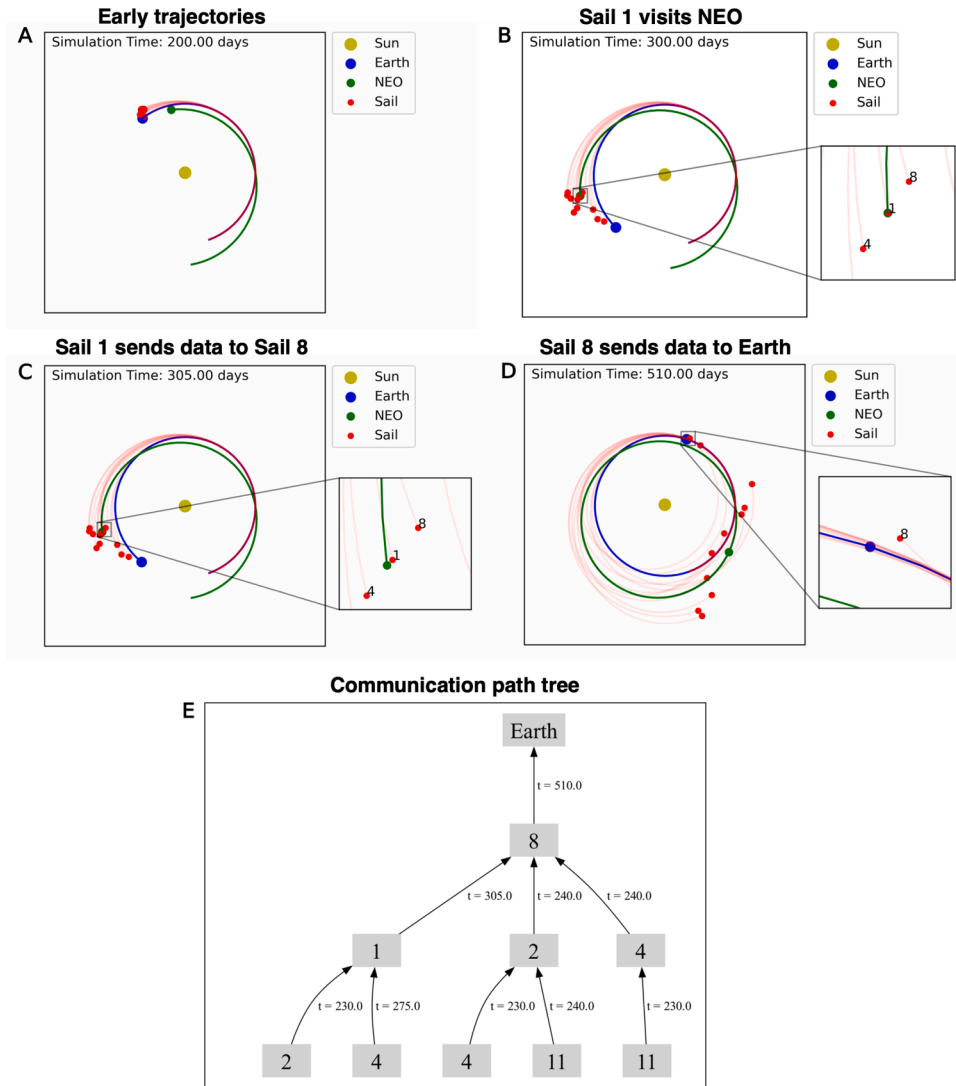 Early trajectories
A
Simulation Time: 200.00 days
Sun
Earth
NEO
Sail
Sail 1 visits NEO
B
Simulation Time: 300.00 days
Sun
Earth
NEO
Sail
8
1
4
Sail 1 sends data to Sail 8
C
Simulation Time: 305.00 days
Sun
Earth
NEO
Sail
8
1
4
Sail 8 sends data to Earth
D
Simulation Time: 510.00 days
Sun
Earth
NEO
Sail
8
Communication path tree
E
Earth
t = 510.0
8
t = 305.0
t = 240.0
t = 240.0
1
2
4
t = 230.0
t = 275.0
t = 230.0
t = 240.0
t = 230.0
2
4
4
11
11